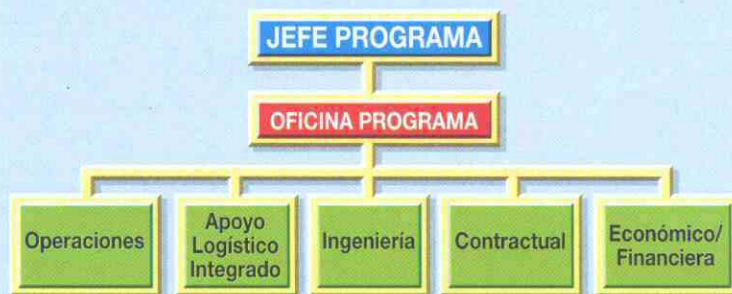 JEFE PROGRAMA
OFICINA PROGRAMA
Operaciones
Apoyo
Logístico
Integrado
Ingeniería
Contractual
Económico/
Financiera